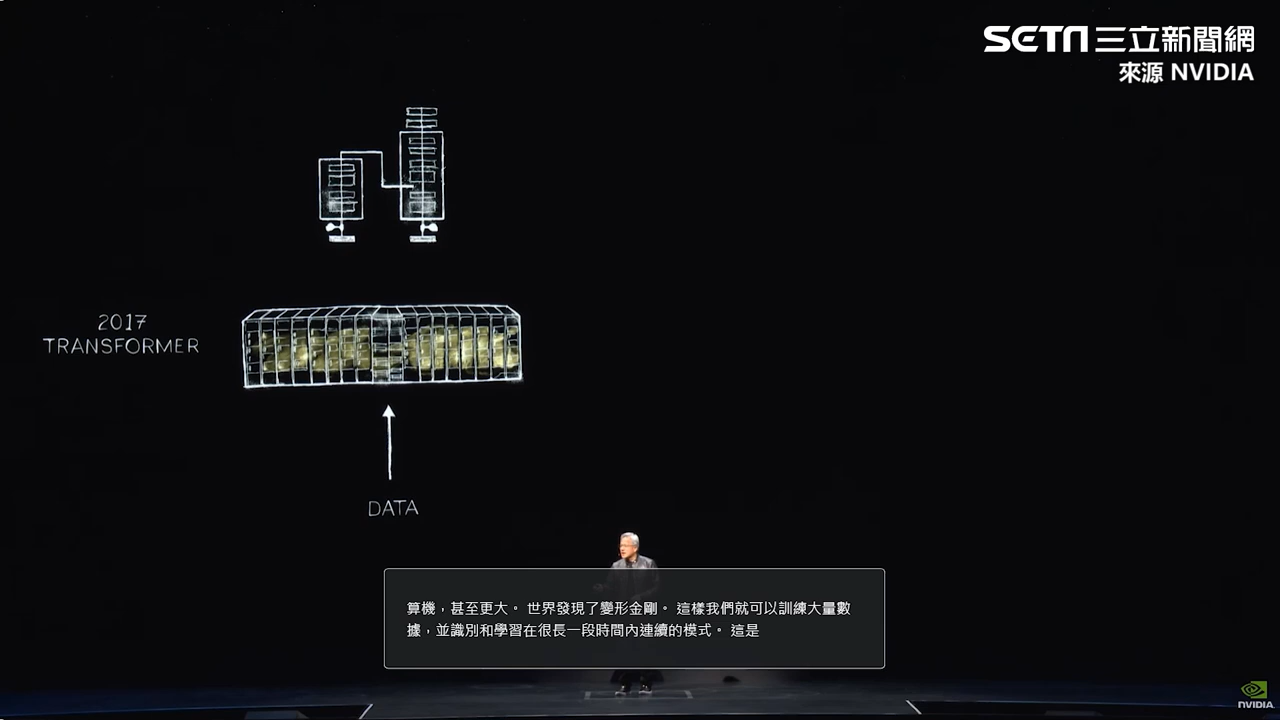 SETN三立新聞網
來源 NVIDIA
2017
TRANSFORMER
DATA
算機，甚至更大。 世界發現了變形金剛。 這樣我們就可以訓練大量數
據，並識別和學習在很長一段時間內連續的模式。 這是
NVIDIA